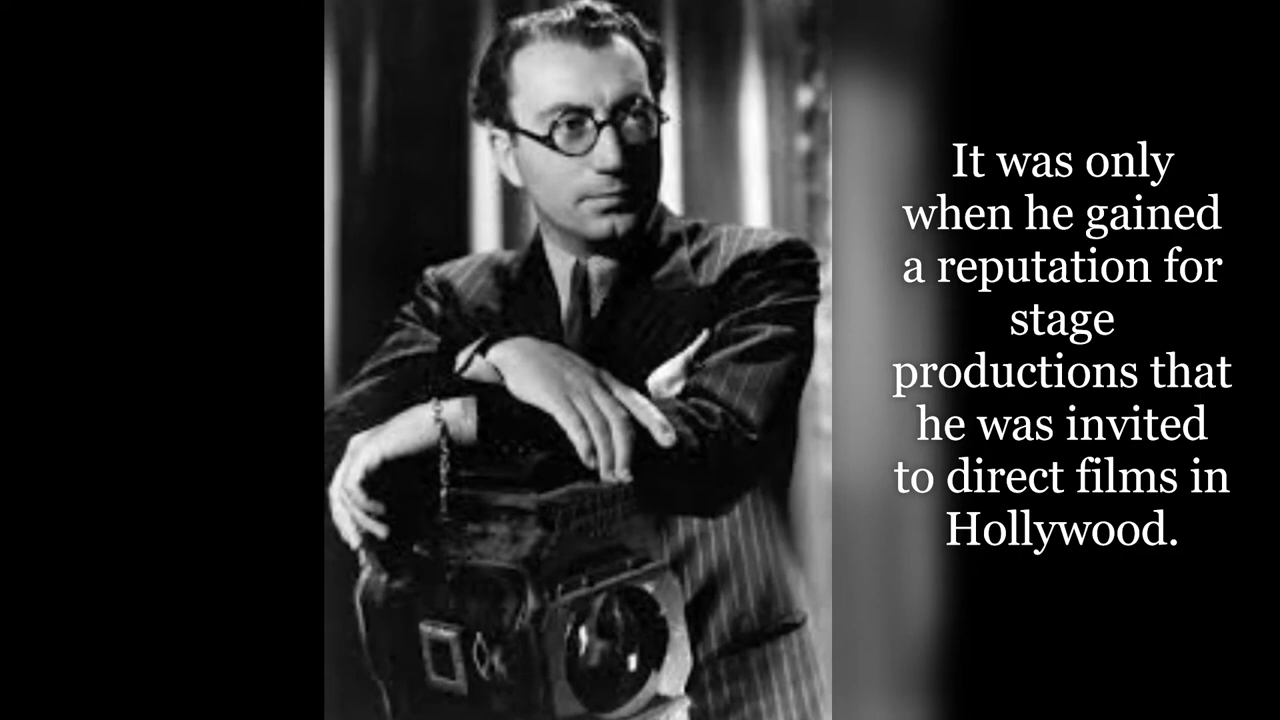 It was only
when he gained
a reputation for
stage
productions that
he was invited
to direct films in
Hollywood.